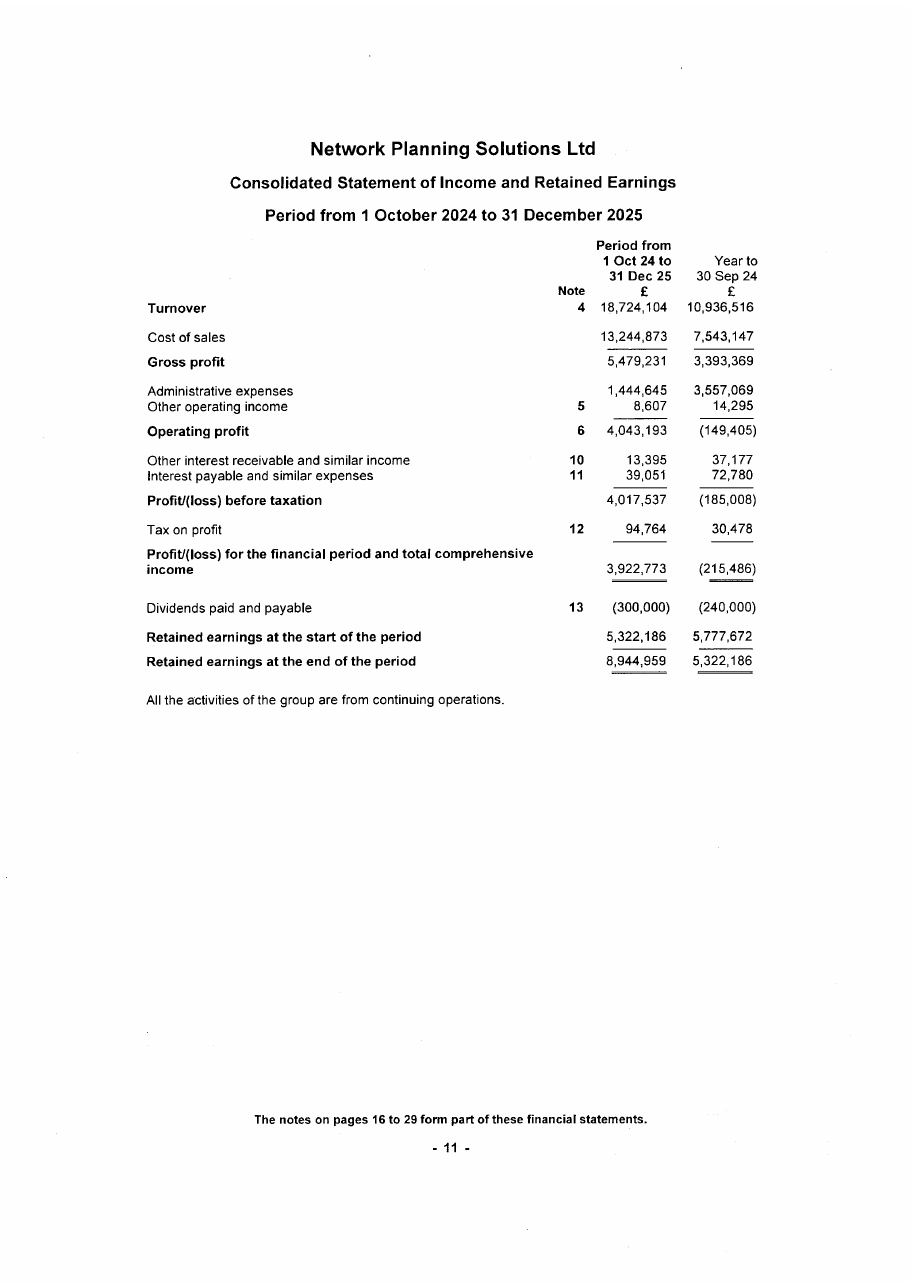 Network Planning Solutions Ltd
Consolidated Statement of Income and Retained Earnings
Period from 1 October 2024 to 31 December 2025
Period from
1 Oct 24 to Year to
31 Dec 25 30 Sep 24
Note £ £
Turnover 4 18,724,104 10,936,516
Cost of sales 13,244,873 7,543,147
Gross profit 5,479,231 3,393,369
Administrative expenses 1,444,645 3,557,069
Other operating income 5 8,607 14,295
Operating profit 6 4,043,193 (149,405)
Other interest receivable and similar income 10 13,395 37,177
Interest payable and similar expenses 11 39,051 72,780
Profit/(loss) before taxation 4,017,537 (185,008)
Tax on profit 12 94,764 30,478
Profit/(loss) for the financial period and total comprehensive
income 3,922,773 (215,486)
Dividends paid and payable 13 (300,000) (240,000)
Retained earnings at the start of the period 5,322,186 5,777,672
Retained earnings at the end of the period 8,944,959 5,322,186
All the activities of the group are from continuing operations.
The notes on pages 16 to 29 form part of these financial statements.
- 11 -